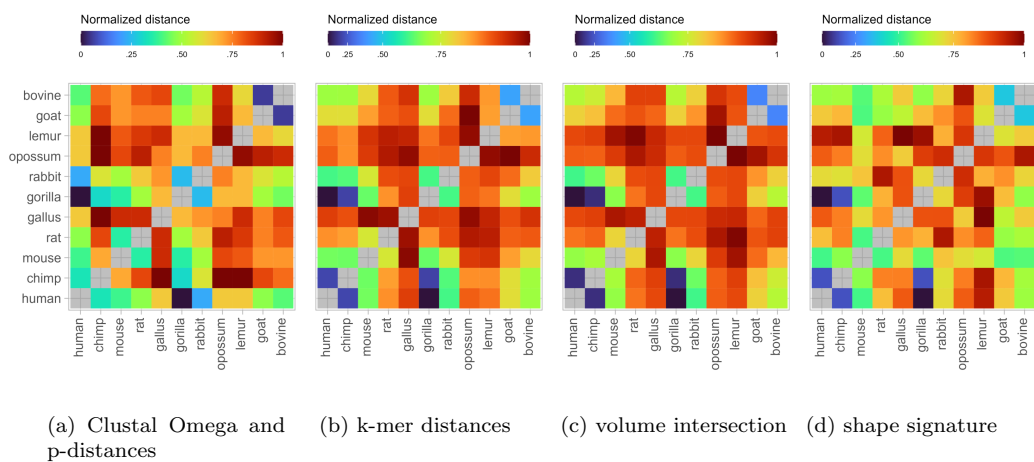 Normalized distance Normalized distance Normalized distance Normalized distance
0 .25 .75 1 0 .25 .75 1 0 .25 .75 1 0 .25 .75 1
bovine
goat
lemur
opossum
rabbit
gorilla
gallus
rat
mouse
chimp
human
human chimp mouse rat gallus gorilla rabbit opossum lemur goat bovine human chimp mouse rat gallus gorilla rabbit opossum lemur goat bovine human chimp mouse rat gallus gorilla rabbit opossum lemur goat bovine human chimp mouse rat gallus gorilla rabbit opossum lemur goat bovine
(a) Clustal Omega and (b) k-mer distances (c) volume intersection (d) shape signature
p-distances